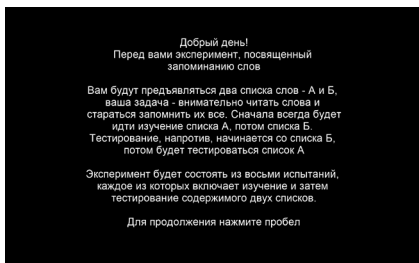 Добрый день!
Перед вами эксперимент, посвященный
запоминанию слов
Вам будут предъявляться два списка слов - А и Б,
ваша задача - внимательно читать слова и
стараться запомнить их все. Сначала всегда будет
идти изучение списка А, потом списка Б.
Тестирование, напротив, начинается со списка Б,
потом будет тестироваться список А
Эксперимент будет состоять из восьми испытаний,
каждое из которых включает изучение и затем
тестирование содержимого двух списков.
Для продолжения нажмите пробел